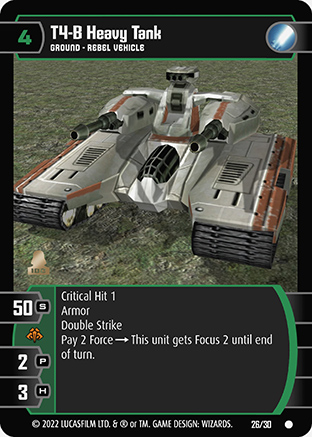 4
T4-B Heavy Tank
GROUND - REBEL VEHICLE
50 S
Critical Hit 1
Armor
Double Strike
Pay 2 Force → This unit gets Focus 2 until end
of turn.
2 P
3 H
© 2022 LUCASFILM LTD. & ® or TM. GAME DESIGN: WIZARDS.
26/30